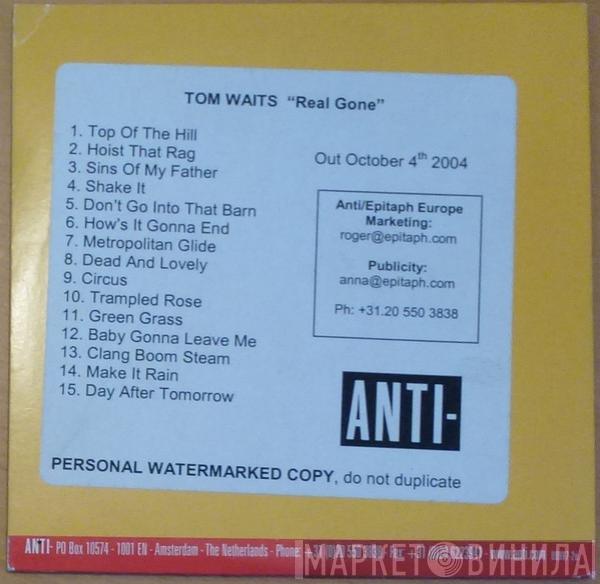 TOM WAITS “Real Gone”
1. Top Of The Hill
2. Hoist That Rag
3. Sins Of My Father
4. Shake It
5. Don’t Go Into That Barn
6. How’s It Gonna End
7. Metropolitan Glide
8. Dead And Lovely
9. Circus
10. Trampled Rose
11. Green Grass
12. Baby Gonna Leave Me
13. Clang Boom Steam
14. Make It Rain
15. Day After Tomorrow
Out October 4th 2004
Anti/Epitaph Europe
Marketing:
roger@epitaph.com
Publicity:
anna@epitaph.com
Ph: +31.20 550 3838
ANTI-
PERSONAL WATERMARKED COPY, do not duplicate
ANTI- PO Box 10574 - 1001 EN - Amsterdam - The Netherlands - Phone: Fax www.anti.com
МАРКЕТ ВИНИЛА